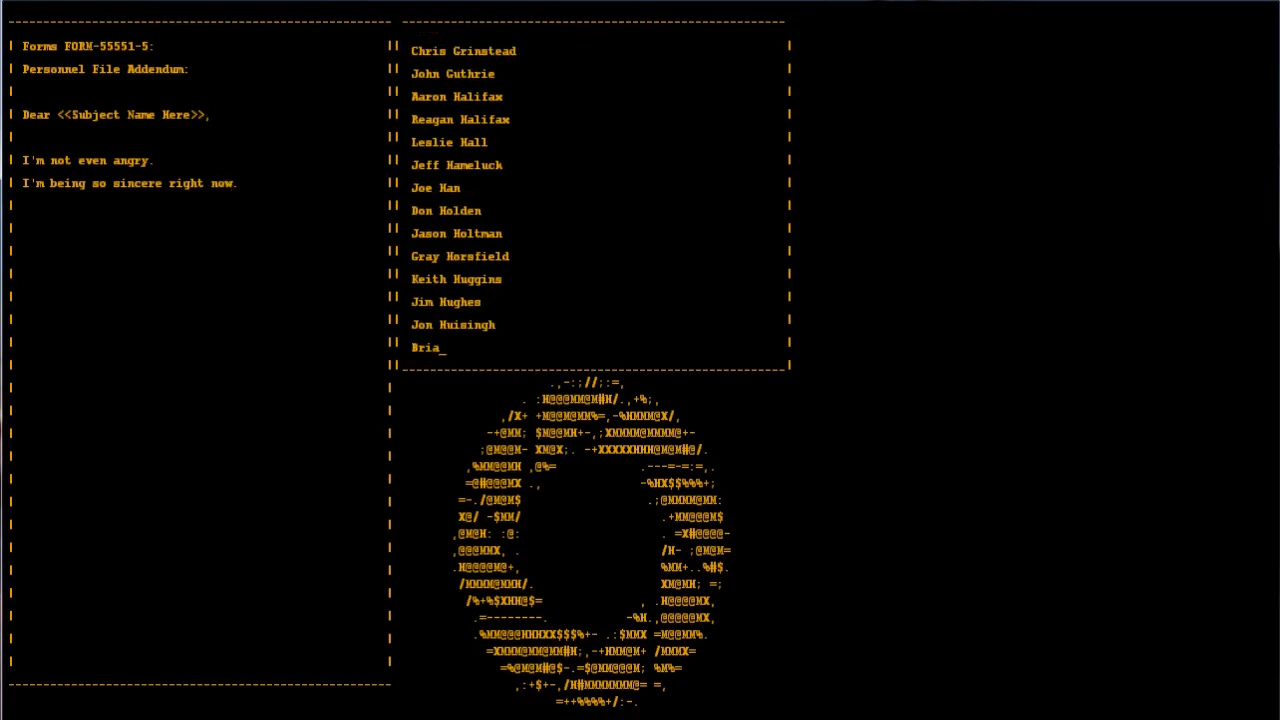 Forms FORM-55551-5:
Personnel File Addendum:
Dear <<Subject Name Here>>,
I'm not even angry.
I'm being so sincere right now.
Chris Grinstead
John Guthrie
Aaron Halifax
Reagan Halifax
Leslie Hall
Jeff Hameluck
Joe Han
Don Holden
Jason Holtman
Gray Horsfield
Keith Huggins
Jim Hughes
Jon Huisingh
Bria_